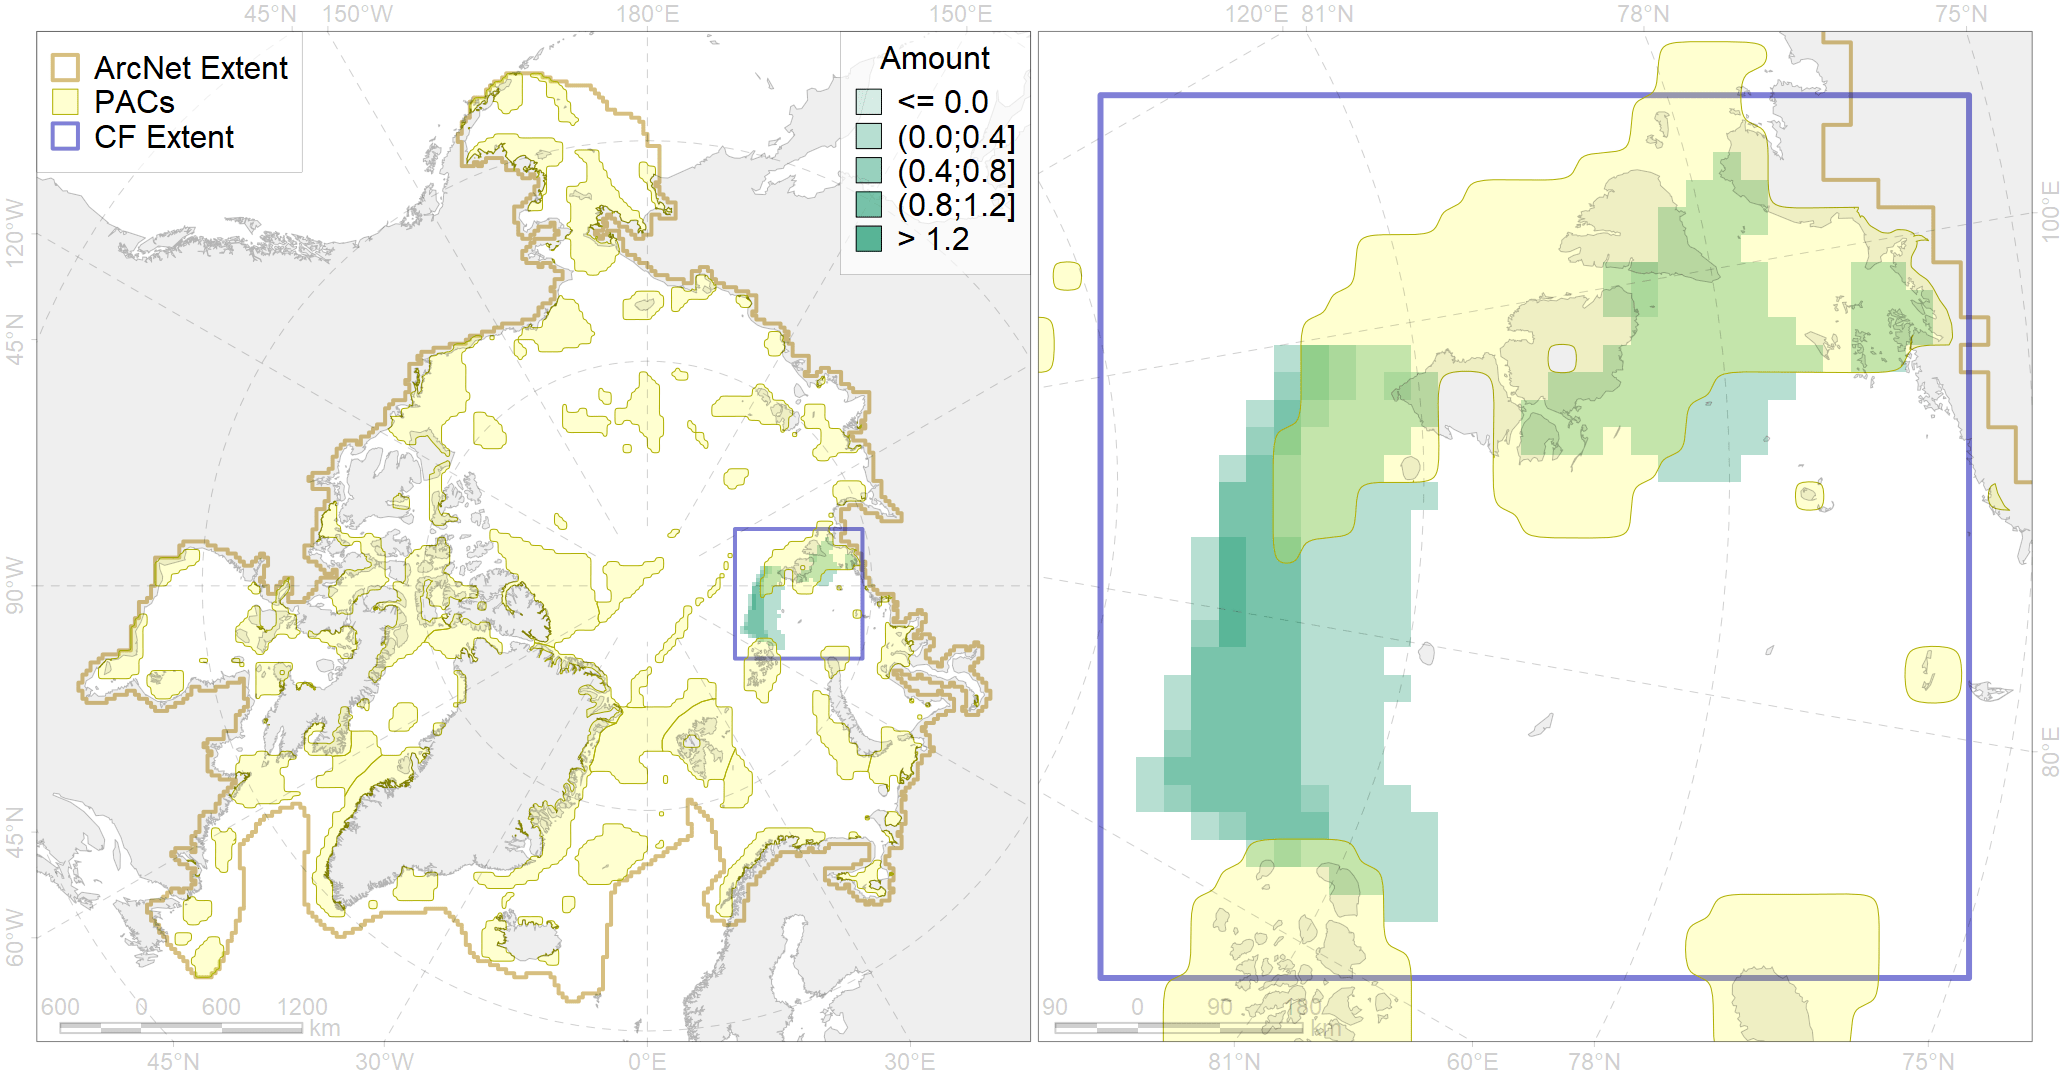 45°N 150°W 180°E 150°E 120°E 81°N 78°N 75°N
ArcNet Extent
PACs
CF Extent
Amount
<= 0.0
(0.0;0.4]
(0.4;0.8]
(0.8;1.2]
> 1.2
120°W
45°N
90°W
45°N
60°W
100°E
80°E
600 0 600 1200
km
90 0 90 180
km
45°N 30°W 0°E 30°E 81°N 60°E 78°N 75°N